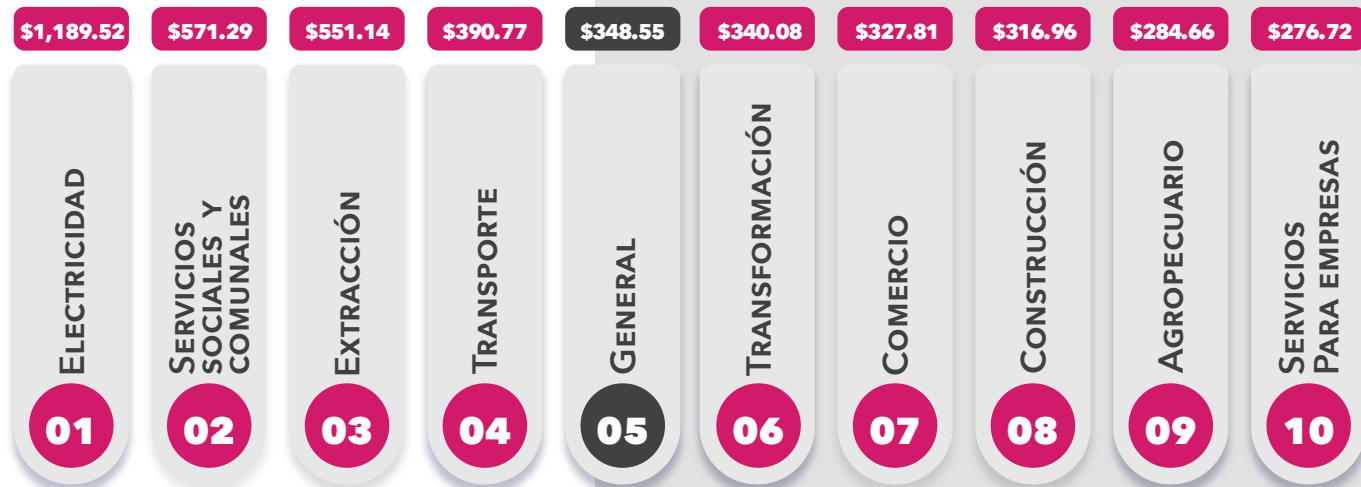 $1,189.52
$571.29
$551.14
$390.77
$348.55
$340.08
$327.81
$316.96
$284.66
$276.72
Electricidad
Servicios
sociales y
comunales
Extracción
Transporte
General
Transformación
Comercio
Construcción
Agropecuario
Servicios
Para empresas
01
02
03
04
05
06
07
08
09
10